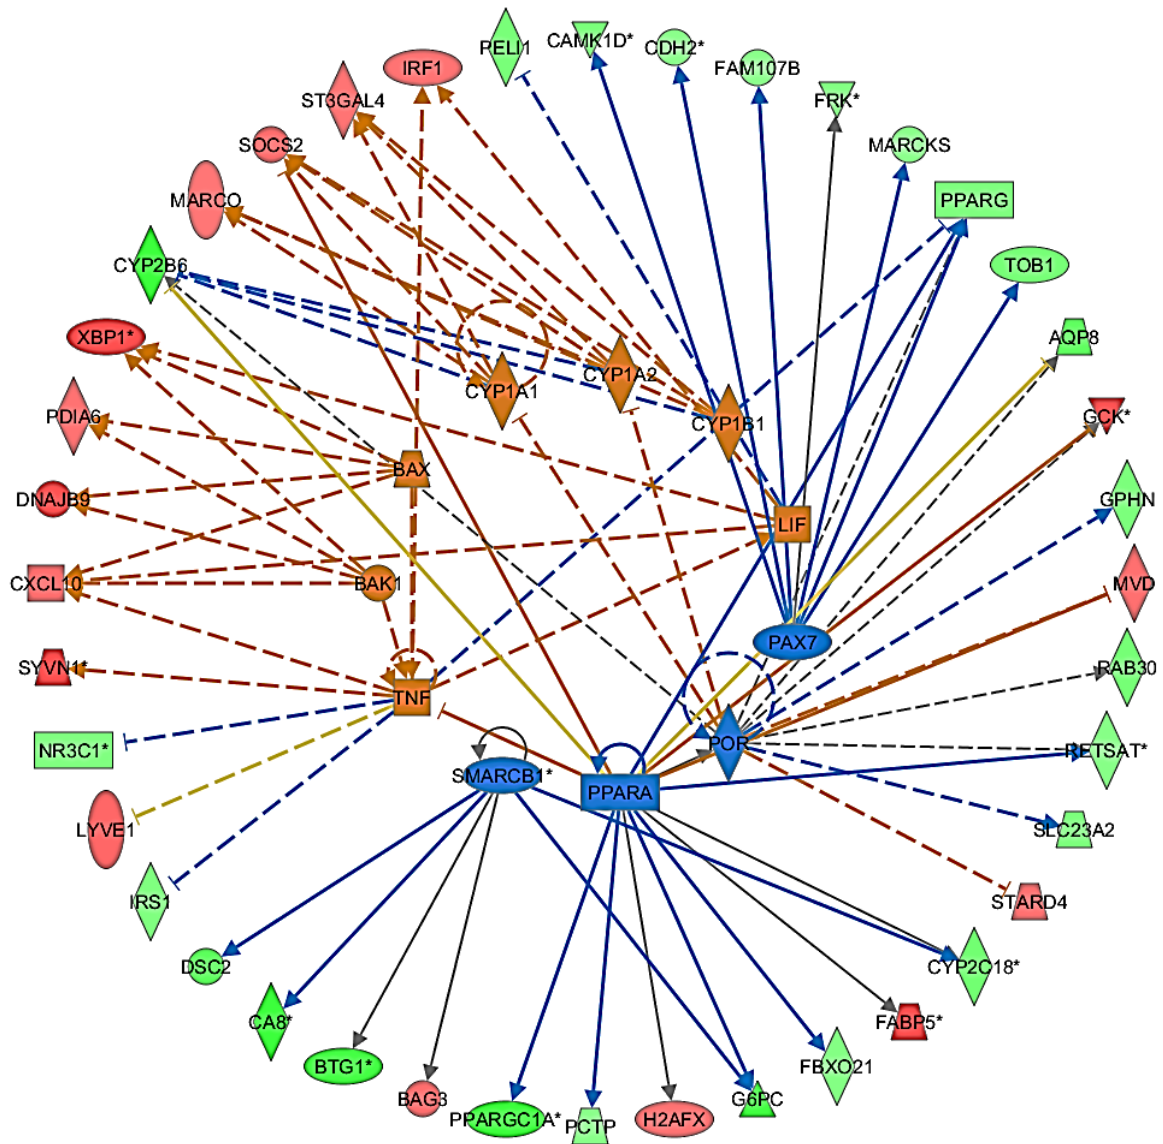 PELI1
CAMK1D*
CDH2*
FAM107B
IRF1
ST3GAL4
FRK*
SOCS2
MARCKS
MARCO
PPARG
CYP2B6
TOB1
XBP1*
AQP8
CYP1A1
CYP1A2
PDIA6
GCK*
CYP1B1
BAX
DNAJB9
GPHN
LIF
CXCL10
BAK1
MVD
PAX7
SYVN1*
RAB30
TNF
NR3C1*
POR
RETSAT*
SMARCB1*
PPARA
LYVE1
SLC23A2
IRS1
STARD4
DSC2
CYP2C18*
CA8*
FABP5*
BTG1*
FBXO21
BAG3
G6PC
PPARGC1A*
PCTP
H2AFX